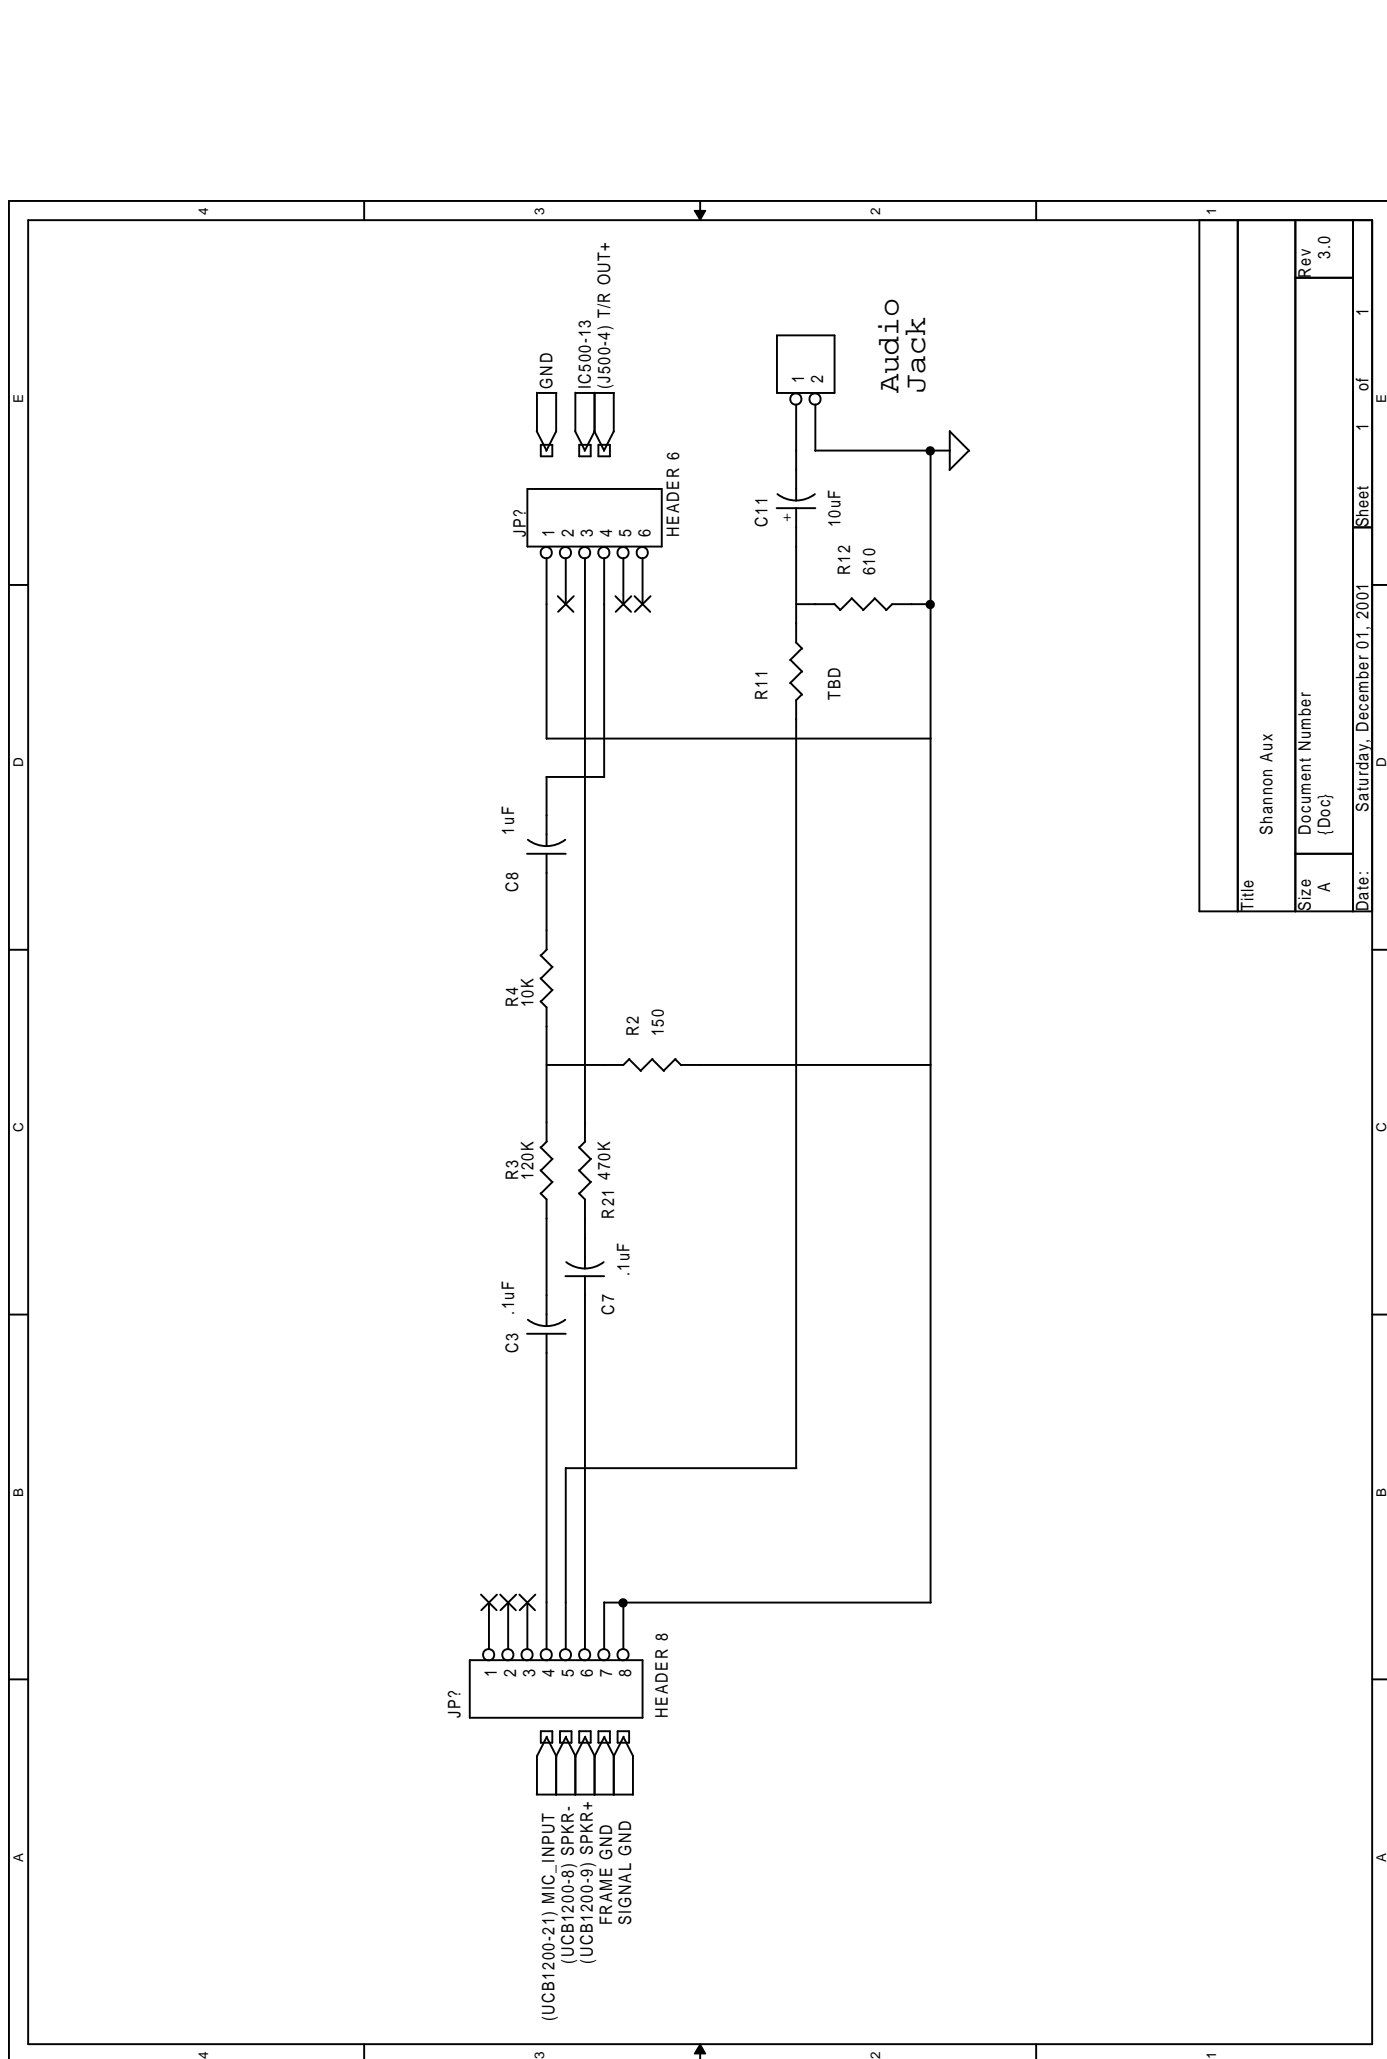 A
B
C
D
E
4
3
2
1
(UCB1200-21) MIC_INPUT
(UCB1200-8) SPKR-
(UCB1200-9) SPKR+
FRAME GND
SIGNAL GND
JP?
1
2
3
4
5
6
7
8
HEADER 8
C3
.1uF
C7
.1uF
R3
120K
R21 470K
R2
150
R4
10K
C8
1uF
R11
TBD
R12
610
C11
+
10uF
JP?
1
2
3
4
5
6
HEADER 6
GND
IC500-13
(J500-4) T/R OUT+
1
2
Audio
Jack
Title
Shannon Aux
Size
A
Document Number
{Doc}
Rev
3.0
Date:
Saturday, December 01, 2001
Sheet
1 of 1
4
3
2
1
A
B
C
D
E